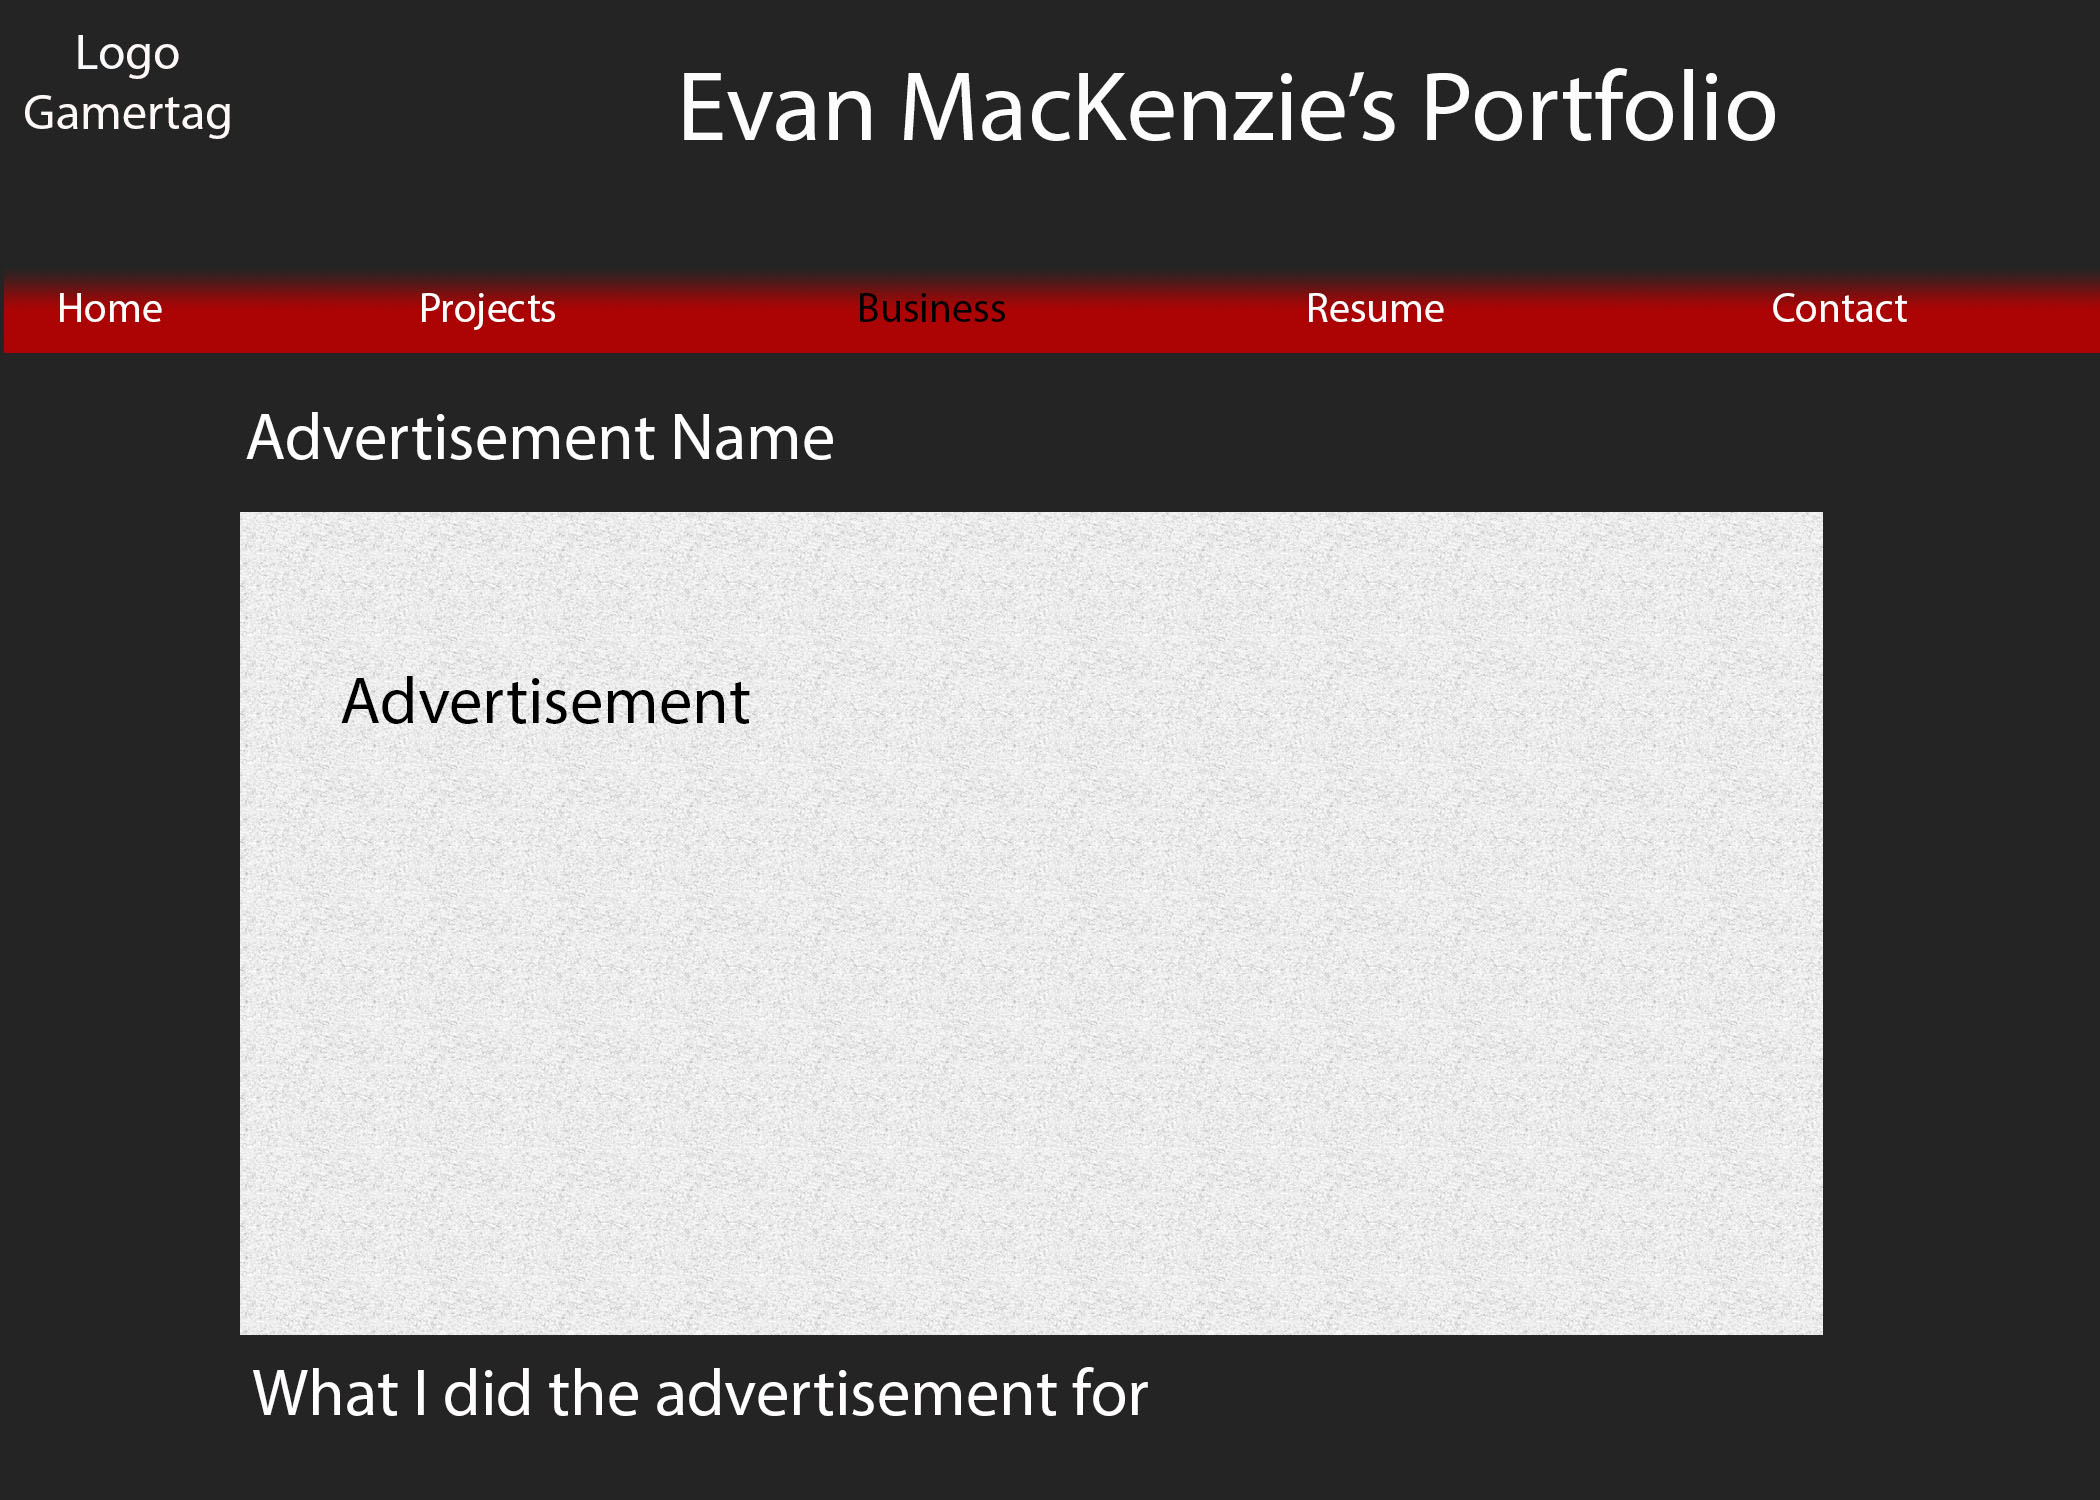 Logo
Gamertag
Evan MacKenzie’s Portfolio
Home Projects Business Resume Contact
Advertisement Name
Advertisement
What I did the advertisement for